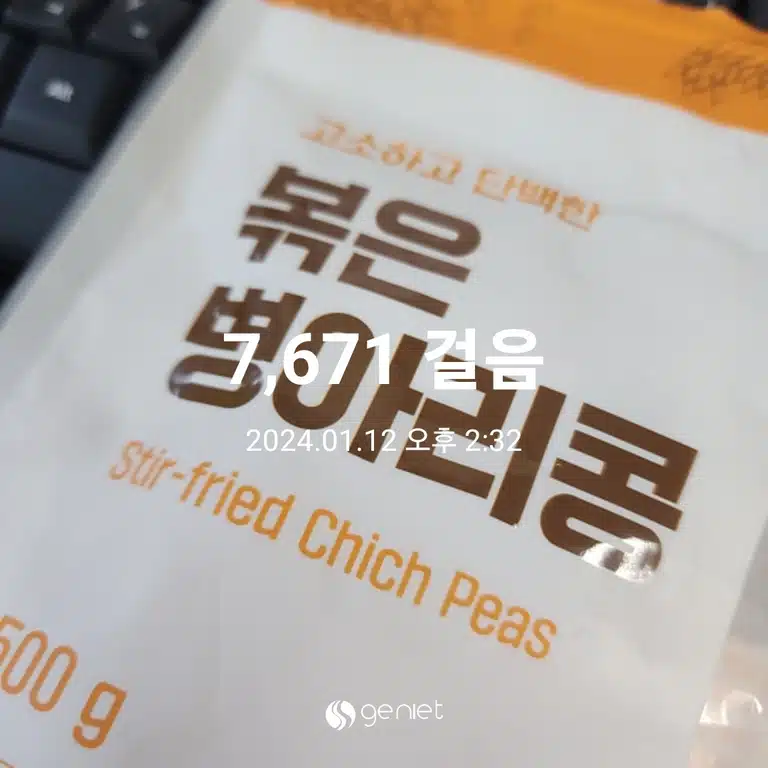 고소하고 담백한
볶은
병아리콩
7,671 걸음
2024.01.12 오후 2:32
Stir-fried Chich Peas
500 g
geniet